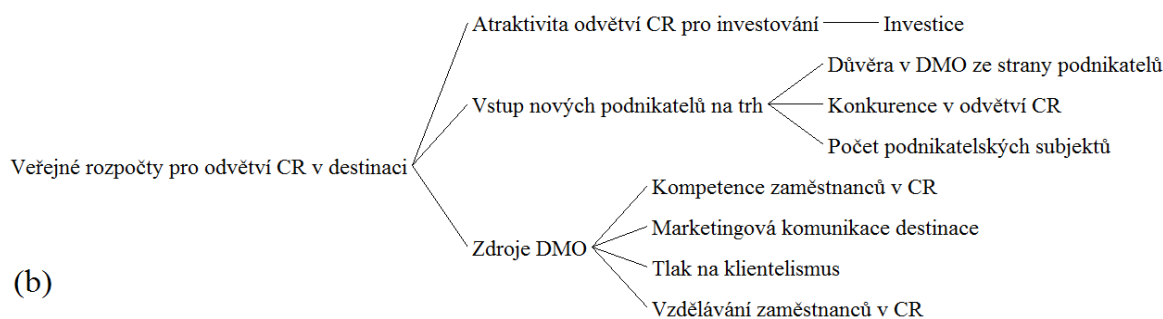 Atraktivita odvětví CR pro investování
Investice
Důvěra v DMO ze strany podnikatelů
Vstup nových podnikatelů na trh
Konkurence v odvětví CR
Počet podnikatelských subjektů
Veřejné rozpočty pro odvětví CR v destinaci
Kompetence zaměstnanců v CR
Marketingová komunikace destinace
Zdroje DMO
Tlak na klientelismus
Vzdělávání zaměstnanců v CR
(b)